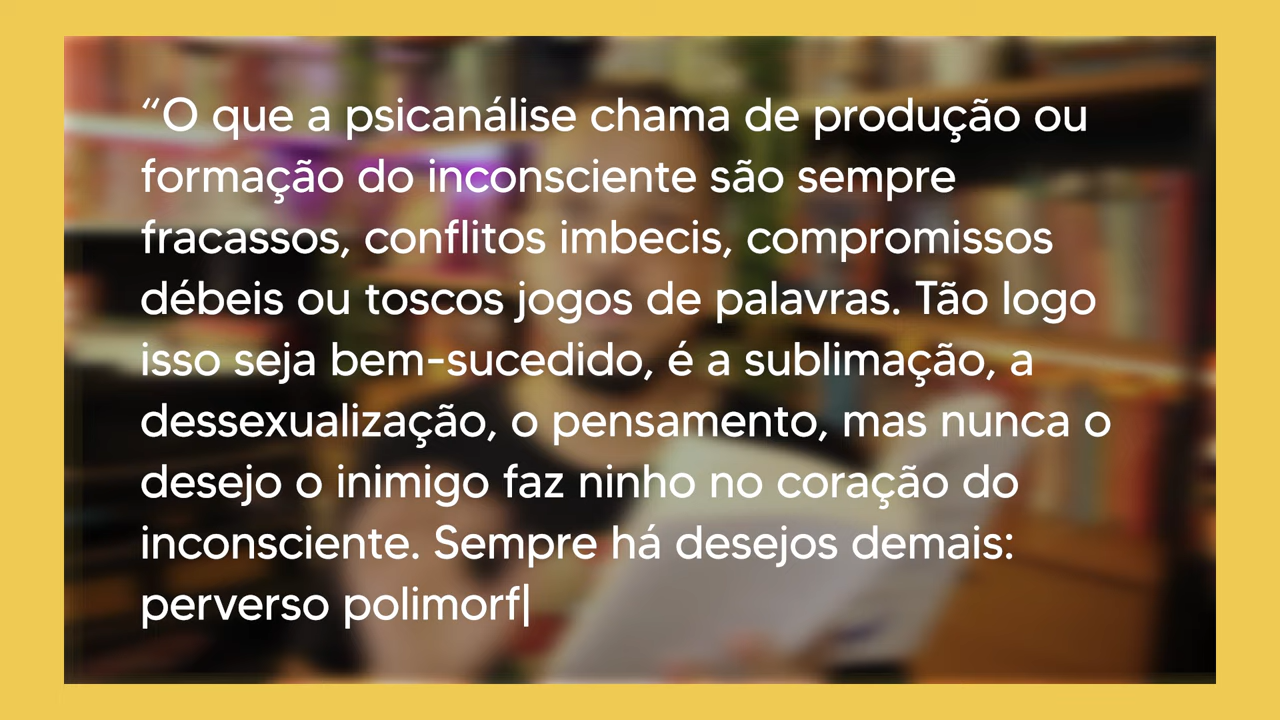 “O que a psicanálise chama de produção ou
formação do inconsciente são sempre
fracassos, conflitos imbecis, compromissos
débeis ou toscos jogos de palavras. Tão logo
isso seja bem-sucedido, é a sublimação, a
dessexualização, o pensamento, mas nunca o
desejo o inimigo faz ninho no coração do
inconsciente. Sempre há desejos demais:
perverso polimorf|